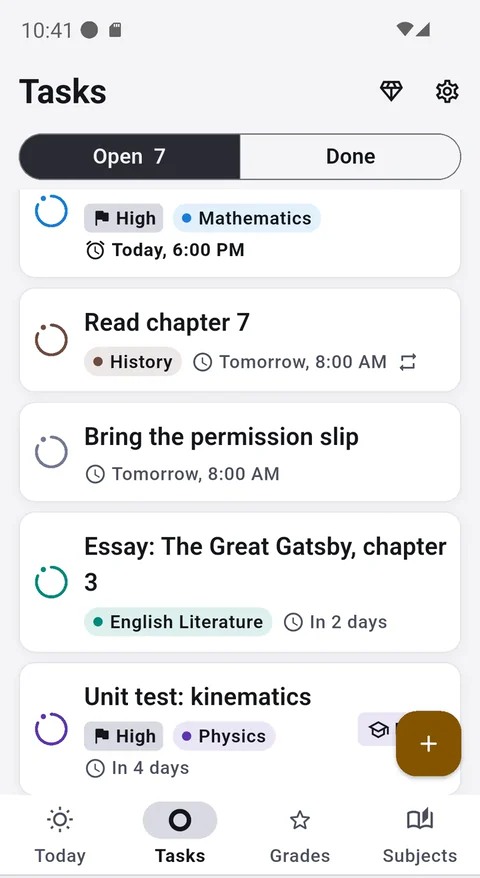 10:41
Tasks
Open 7
Done
High
Mathematics
Today, 6:00 PM
Read chapter 7
History
Tomorrow, 8:00 AM
Bring the permission slip
Tomorrow, 8:00 AM
Essay: The Great Gatsby, chapter
3
English Literature
In 2 days
Unit test: kinematics
High
Physics
In 4 days
Today
Tasks
Grades
Subjects